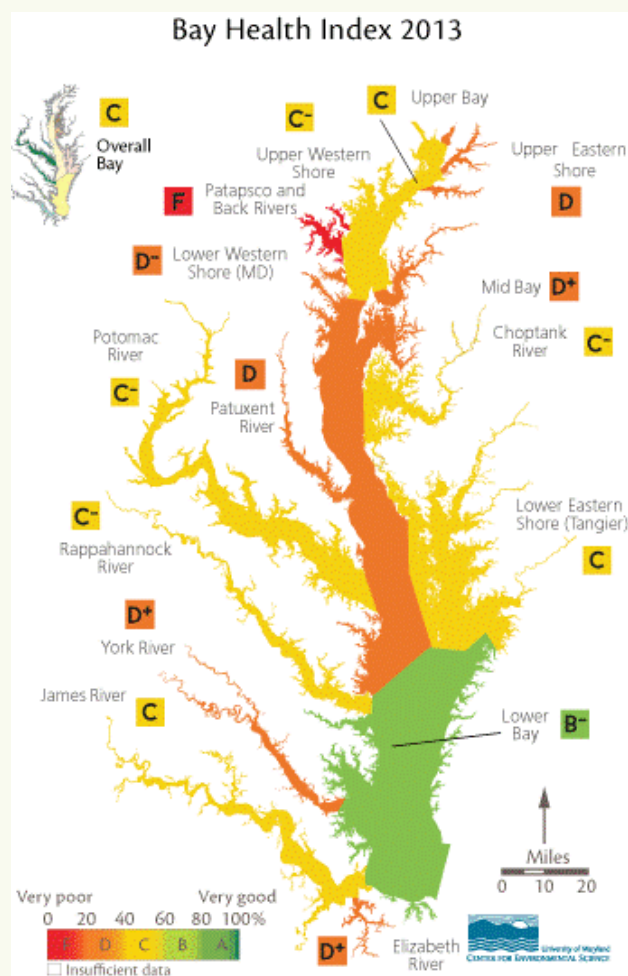 Bay Health Index 2013
C
Overall
Bay
C-
Upper Western
Shore
C
Upper Bay
Upper Eastern
Shore
D
F
Patapsco and
Back Rivers
D-
Lower Western
Shore (MD)
Mid Bay
D+
Choptank
River
C-
Potomac
River
C-
D
Patuxent
River
C-
Rappahannock
River
Lower Eastern
Shore (Tangier)
C
D+
York River
James River
C
Lower
Bay
B-
Miles
0 10 20
Very poor Very good
0 20 40 60 80 100%
F D C B A
Insufficient data
D+
Elizabeth
River
University of Maryland
CENTER FOR ENVIRONMENTAL SCIENCE